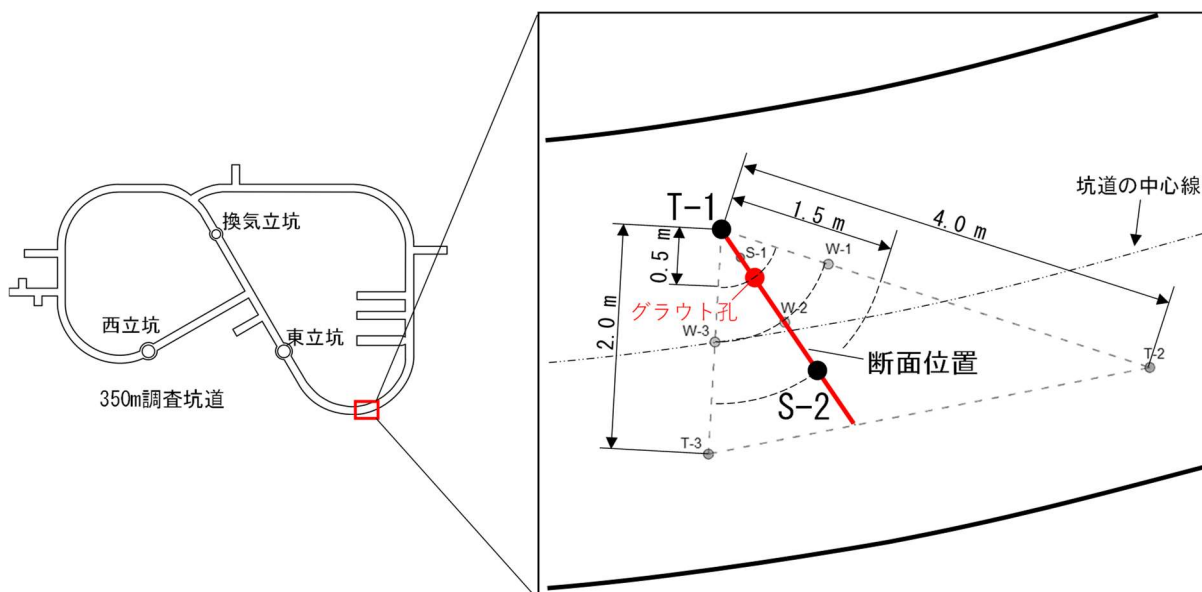 換気立坑
西立坑
東立坑
350m調査坑道
坑道の中心線
4.0 m
1.5 m
T-1
S-1
W-1
0.5 m
グラウト孔
2.0 m
W-2
W-3
断面位置
T-2
S-2
T-3